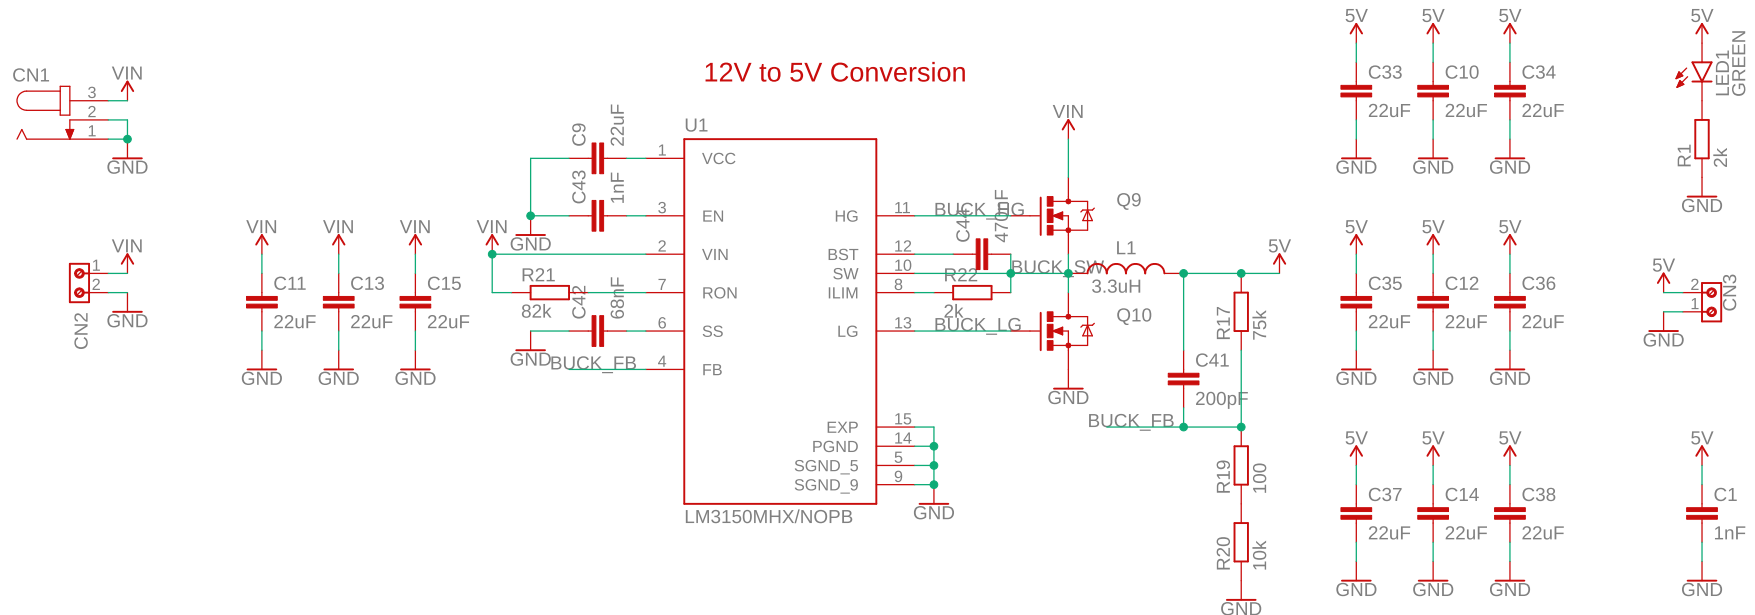 12V to 5V Conversion
CN1
VIN
3
2
1
GND
VIN
1
2
GND
CN2
VIN
C11
22uF
GND
VIN
C13
22uF
GND
VIN
C15
22uF
GND
VIN
C9
22uF
C43
1nF
GND
R21
82k
C42
68nF
GND
BUCK_FB
U1
1 VCC
3 EN
2 VIN
7 RON
6 SS
4 FB
HG 11
BST 12
SW 10
ILIM 8
LG 13
EXP 15
PGND 14
SGND_5 5
SGND_9 9
LM3150MHX/NOPB
GND
BUCK_HG
C44
470nF
BUCK_SW
R22
2k
BUCK_LG
VIN
Q9
L1
3.3uH
Q10
GND
5V
R17
75k
C41
200pF
BUCK_FB
R19
100
R20
10k
GND
5V
C33
22uF
GND
5V
C10
22uF
GND
5V
C34
22uF
GND
5V
C35
22uF
GND
5V
C12
22uF
GND
5V
C36
22uF
GND
5V
C37
22uF
GND
5V
C14
22uF
GND
5V
C38
22uF
GND
5V
LED1
GREEN
R1
2k
GND
5V
2
1
CN3
GND
5V
C1
1nF
GND